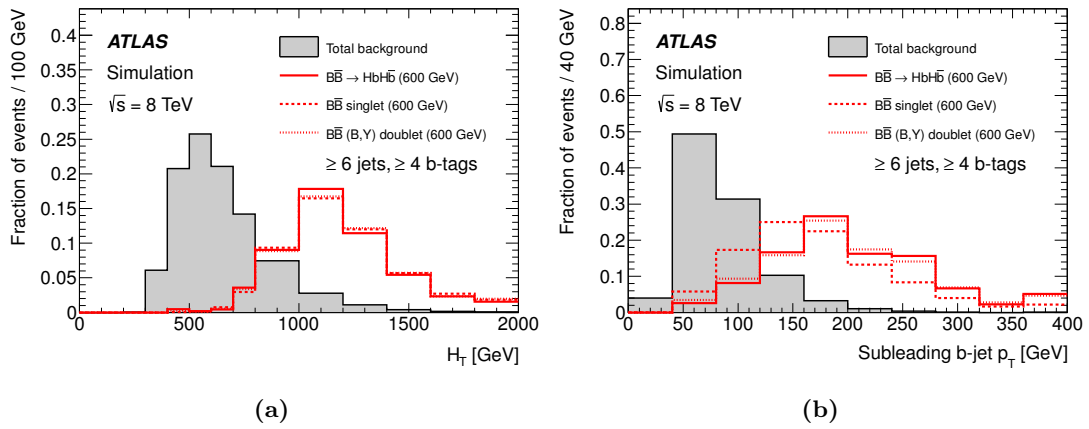 Fraction of events / 100 GeV
0.4
0.35
0.3
0.25
0.2
0.15
0.1
0.05
0
ATLAS
Simulation
√s = 8 TeV
Total background
BB̄ → HbHb̄ (600 GeV)
BB̄ singlet (600 GeV)
BB̄ (B,Y) doublet (600 GeV)
≥ 6 jets, ≥ 4 b-tags
500 1000 1500 2000
H_T [GeV]
(a)
Fraction of events / 40 GeV
0.8
0.7
0.6
0.5
0.4
0.3
0.2
0.1
0
ATLAS
Simulation
√s = 8 TeV
Total background
BB̄ → HbHb̄ (600 GeV)
BB̄ singlet (600 GeV)
BB̄ (B,Y) doublet (600 GeV)
≥ 6 jets, ≥ 4 b-tags
0 50 100 150 200 250 300 350 400
Subleading b-jet p_T [GeV]
(b)